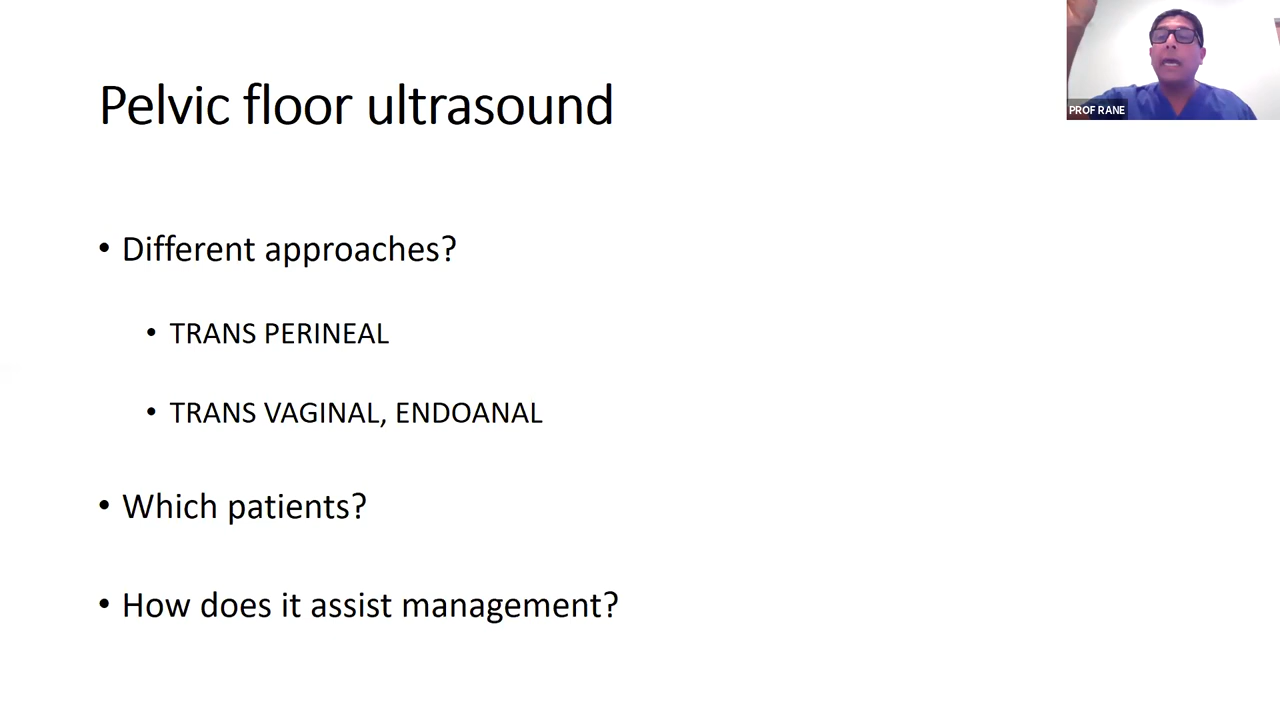 Pelvic floor ultrasound
PROF RANE
• Different approaches?
• TRANS PERINEAL
• TRANS VAGINAL, ENDOANAL
• Which patients?
• How does it assist management?